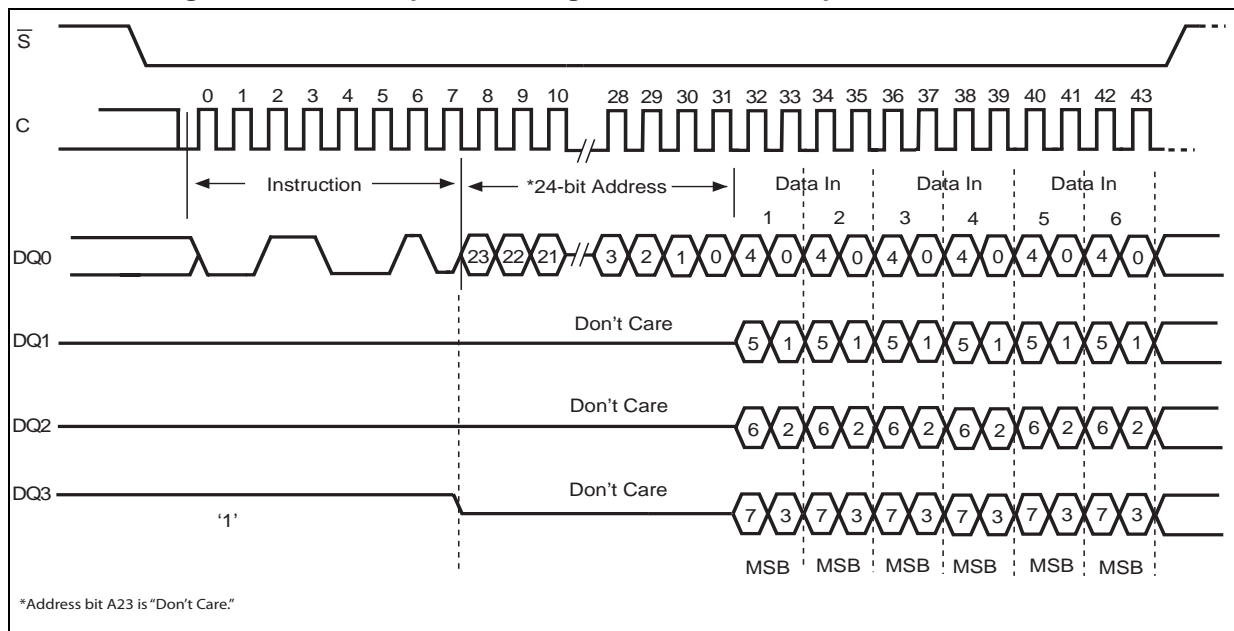 S
0 1 2 3 4 5 6 7 8 9 10 28 29 30 31 32 33 34 35 36 37 38 39 40 41 42 43
C
Instruction *24-bit Address Data In Data In Data In
1 2 3 4 5 6
DQ0 23 22 21 3 2 1 0 4 0 4 0 4 0 4 0 4 0 4 0
Don't Care
DQ1 5 1 5 1 5 1 5 1 5 1 5 1
Don't Care
DQ2 6 2 6 2 6 2 6 2 6 2 6 2
Don't Care
DQ3 7 3 7 3 7 3 7 3 7 3 7 3
‘1’
MSB MSB MSB MSB MSB MSB
*Address bit A23 is “Don’t Care.”